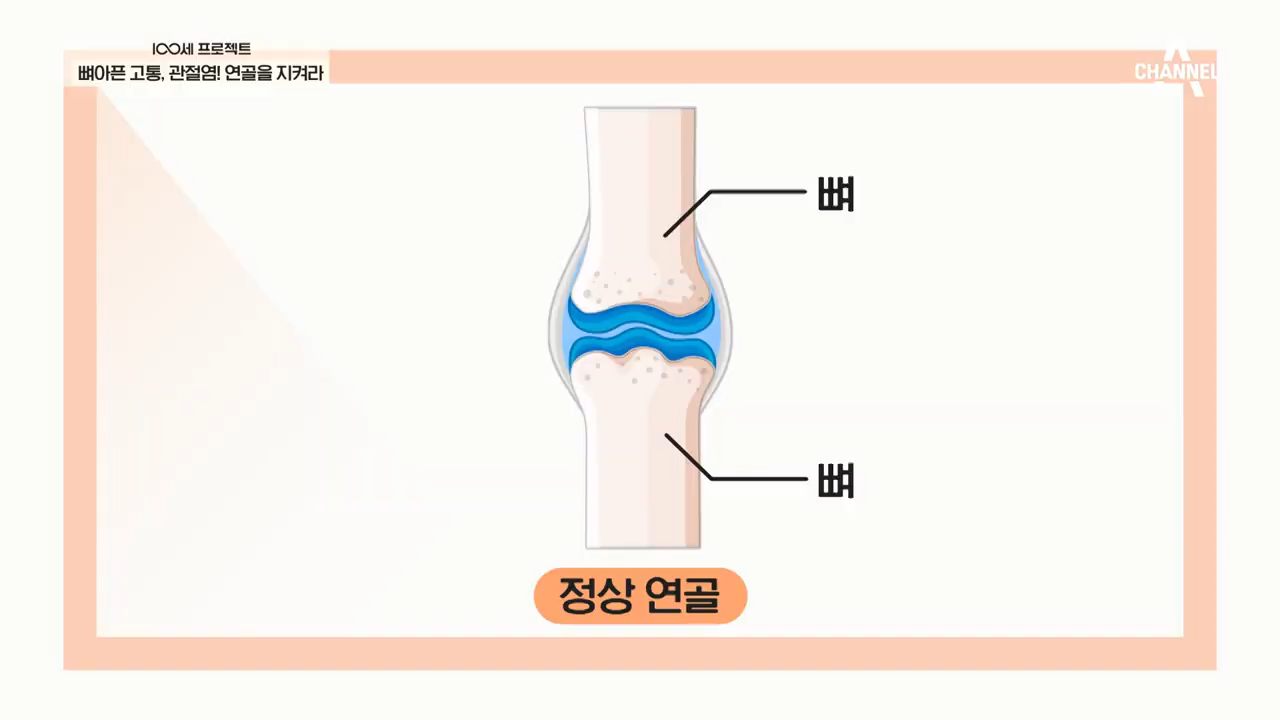 100세 프로젝트
뼈아픈 고통, 관절염! 연골을 지켜라
CHANNEL A
뼈
뼈
정상 연골